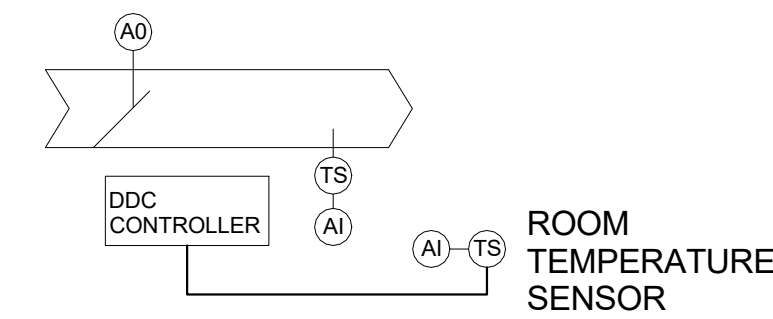 A0
TS
AI
DDC
CONTROLLER
AI
TS
ROOM
TEMPERATURE
SENSOR